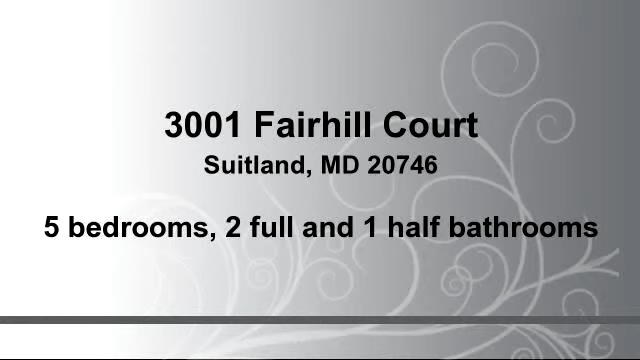 3001 Fairhill Court
Suitland, MD 20746
5 bedrooms, 2 full and 1 half bathrooms